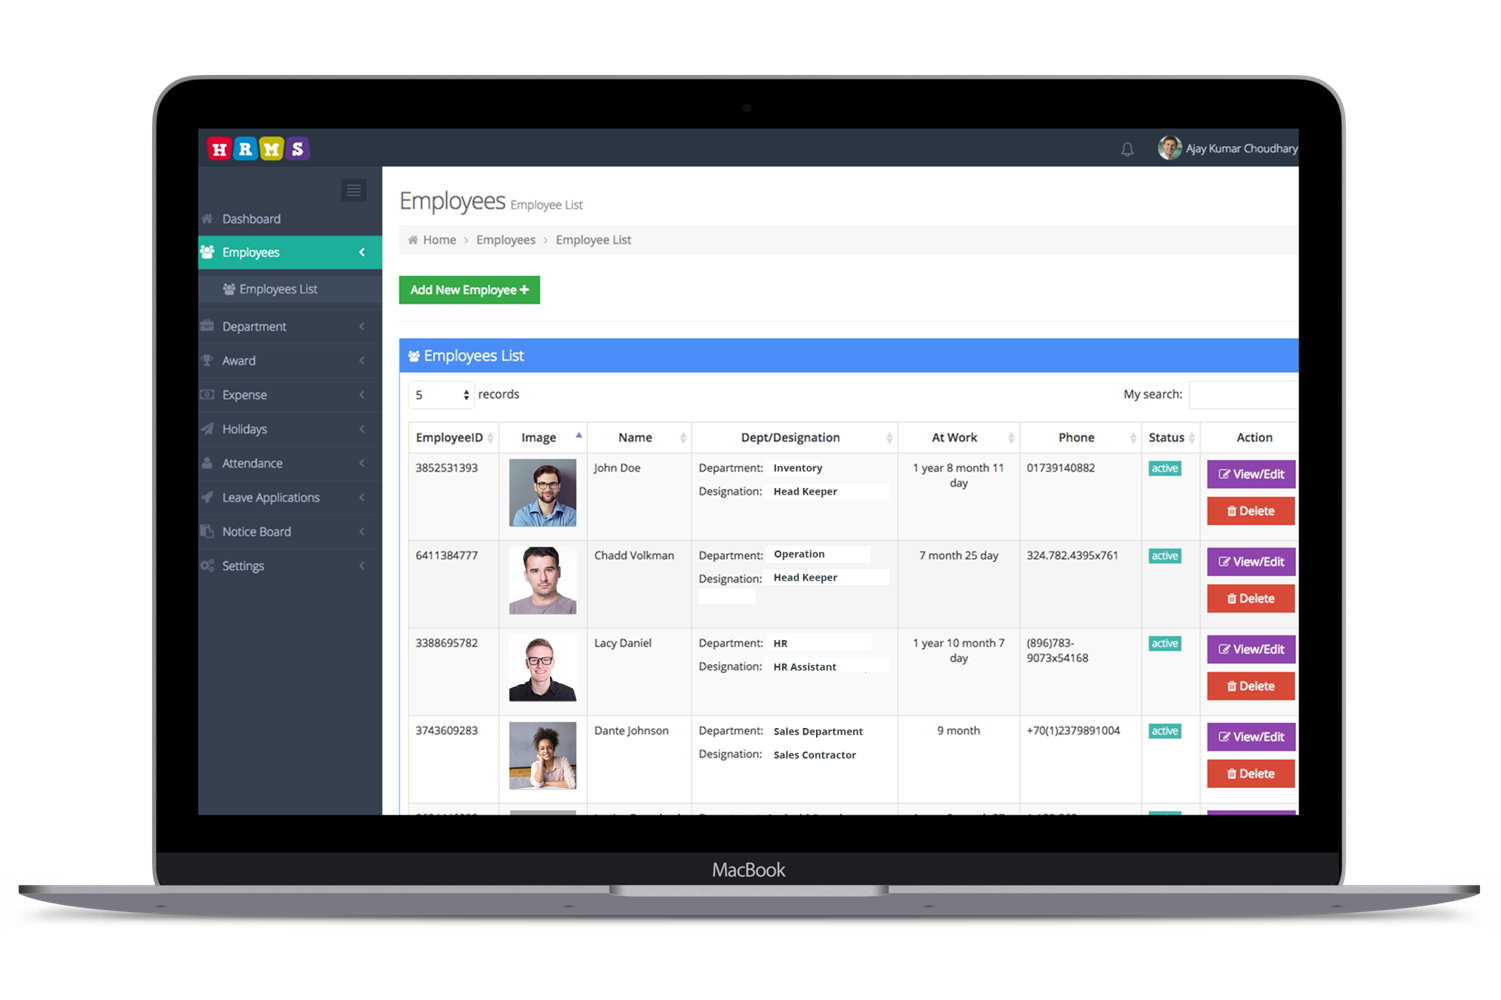 HRMS
Ajay Kumar Choudhary
Dashboard
Employees
Employees List
Department
Award
Expense
Holidays
Attendance
Leave Applications
Notice Board
Settings
Employees Employee List
Home > Employees > Employee List
Add New Employee +
Employees List
5 records
My search:
EmployeeID Image Name Dept/Designation At Work Phone Status Action
3852531393 John Doe Department: Inventory 1 year 8 month 11 01739140882 active View/Edit
Designation: Head Keeper day
Delete
6411384777 Chadd Volkman Department: Operation 7 month 25 day 324.782.4395x761 active View/Edit
Designation: Head Keeper
Delete
3388695782 Lacy Daniel Department: HR 1 year 10 month 7 (896)783- active View/Edit
Designation: HR Assistant day 9073x54168
Delete
3743609283 Dante Johnson Department: Sales Department 9 month +70(1)2379891004 active View/Edit
Designation: Sales Contractor
Delete
MacBook